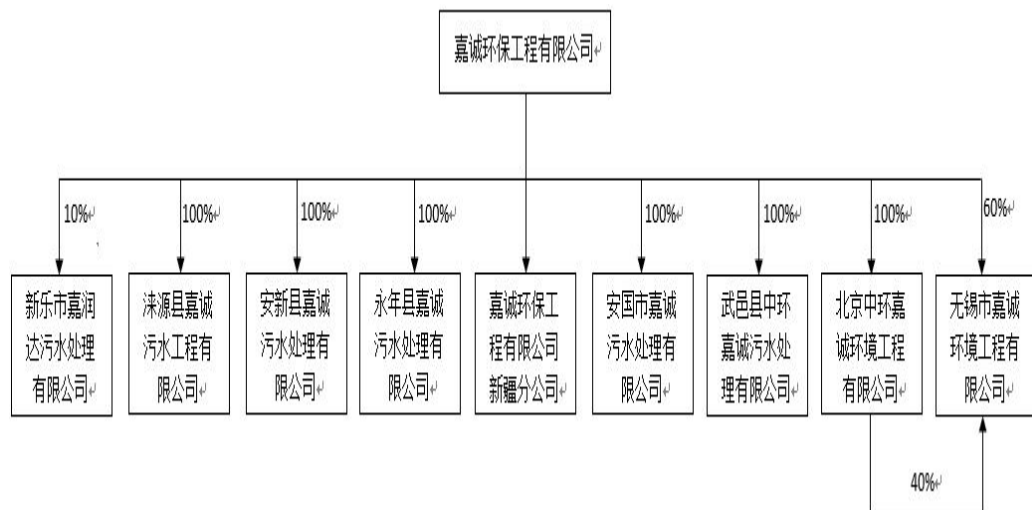 嘉诚环保工程有限公司
10%
100%
100%
100%
100%
100%
100%
60%
新乐市嘉润
达污水处理
有限公司
涞源县嘉诚
污水工程有
限公司
安新县嘉诚
污水处理有
限公司
永年县嘉诚
污水处理有
限公司
嘉诚环保工
程有限公司
新疆分公司
安国市嘉诚
污水处理有
限公司
武邑县中环
嘉诚污水处
理有限公司
北京中环嘉
诚环境工程
有限公司
无锡市嘉诚
环境工程有
限公司
40%